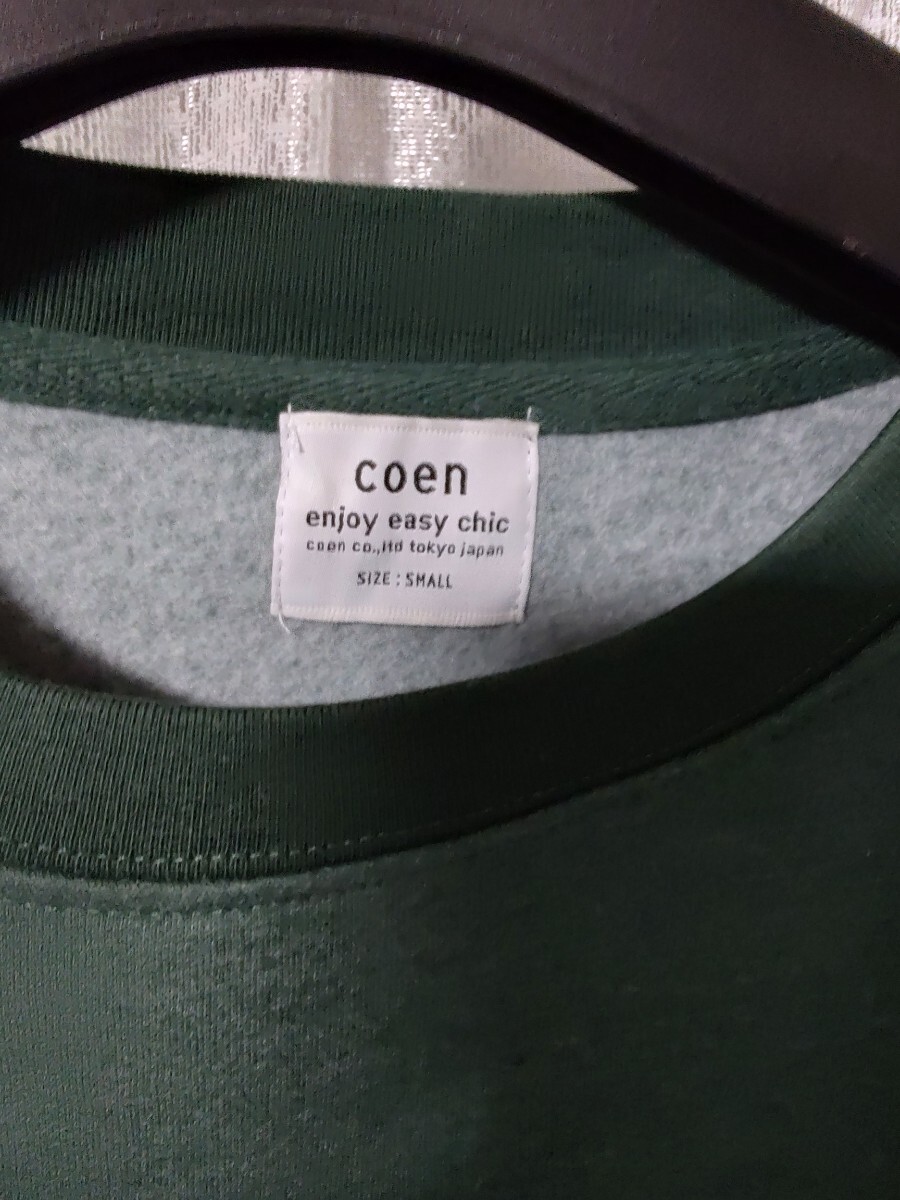 coen
enjoy easy chic
coen co.,ltd tokyo japan
SIZE : SMALL